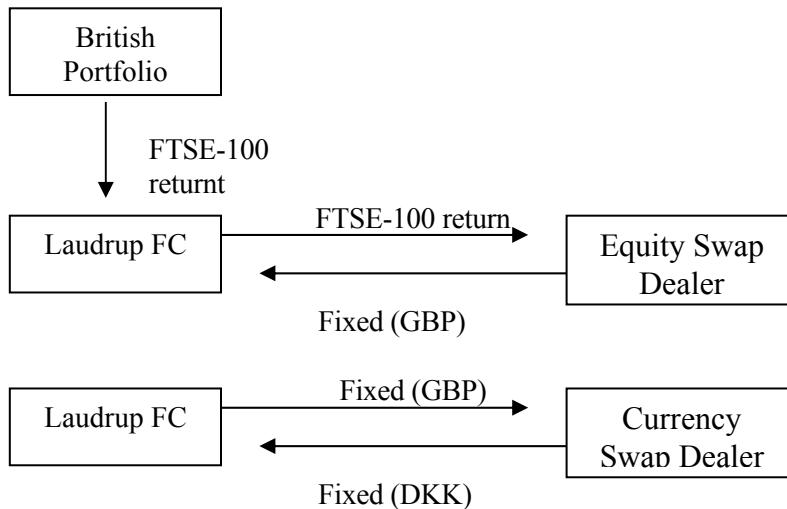 British
Portfolio
FTSE-100
returnt
Laudrup FC
FTSE-100 return
Equity Swap
Dealer
Fixed (GBP)
Laudrup FC
Fixed (GBP)
Currency
Swap Dealer
Fixed (DKK)